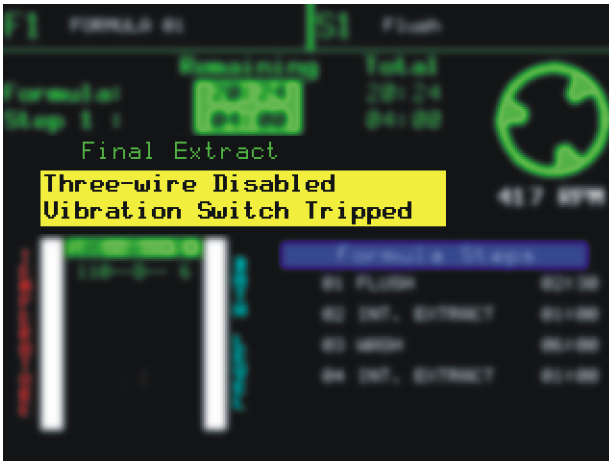 F1 FORMULA 01 S1 Flush
Remaining Total
Formula: 20:24 20:24
Step 1 : 04:00 04:00
Final Extract
Three-wire Disabled
Vibration Switch Tripped
417 RPM
Formula Steps
01 FLUSH 02:30
02 INT. EXTRACT 01:00
03 WASH 06:00
04 INT. EXTRACT 01:00